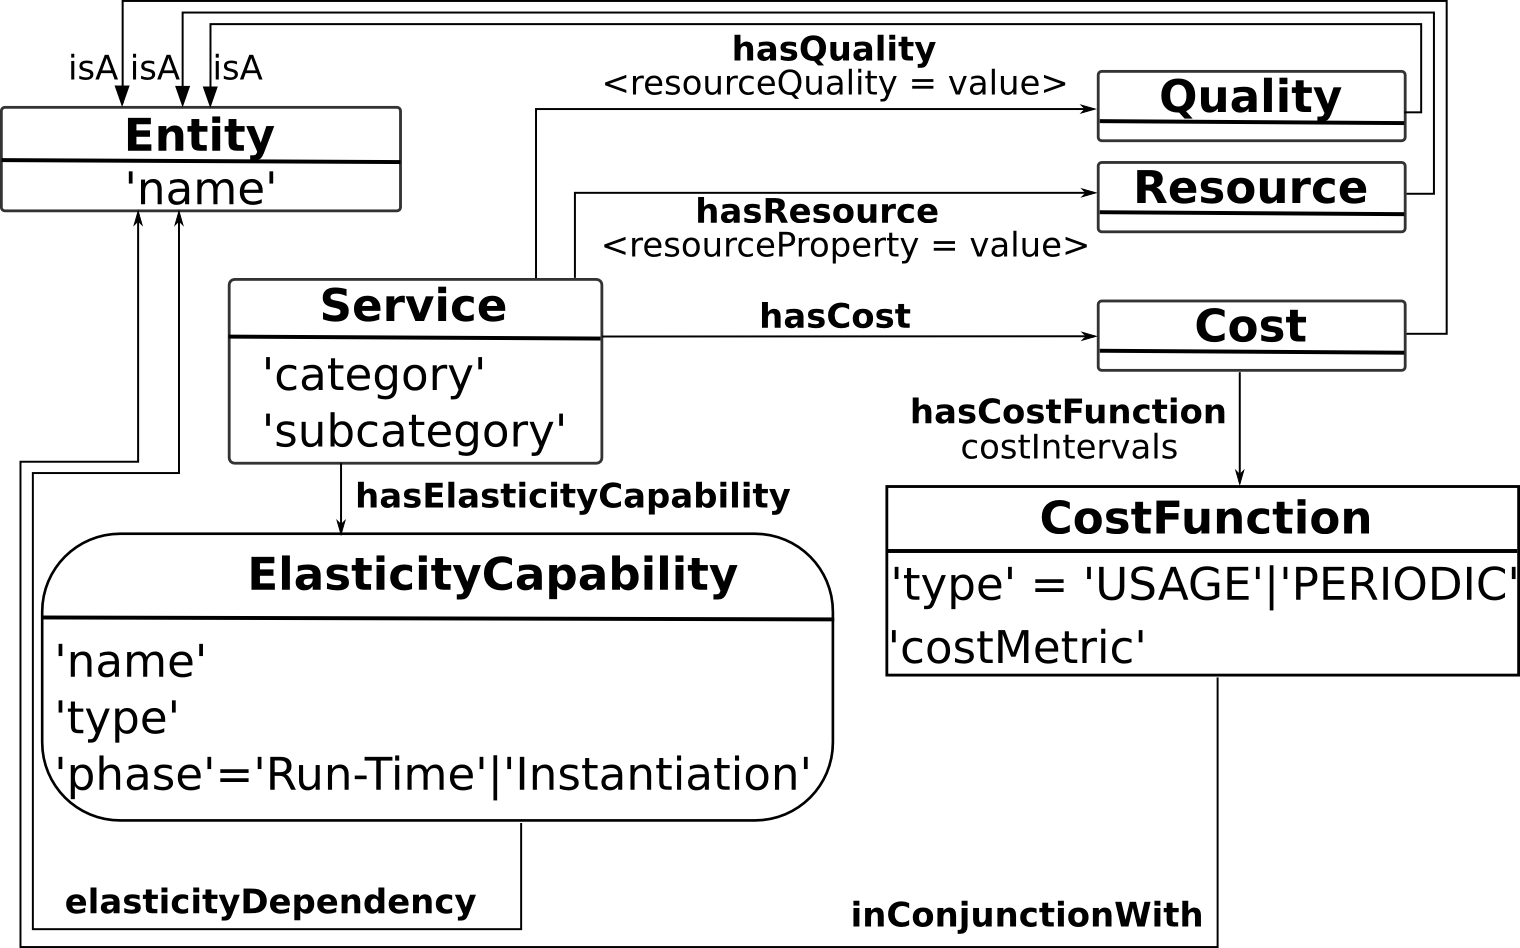 hasQuality
<resourceQuality = value>
isA isA isA
Quality
Entity
'name'
Resource
hasResource
<resourceProperty = value>
Service
'category'
'subcategory'
hasCost
Cost
hasCostFunction
costIntervals
hasElasticityCapability
CostFunction
'type' = 'USAGE'|'PERIODIC'
'costMetric'
ElasticityCapability
'name'
'type'
'phase'='Run-Time'|'Instantiation'
elasticityDependency
inConjunctionWith